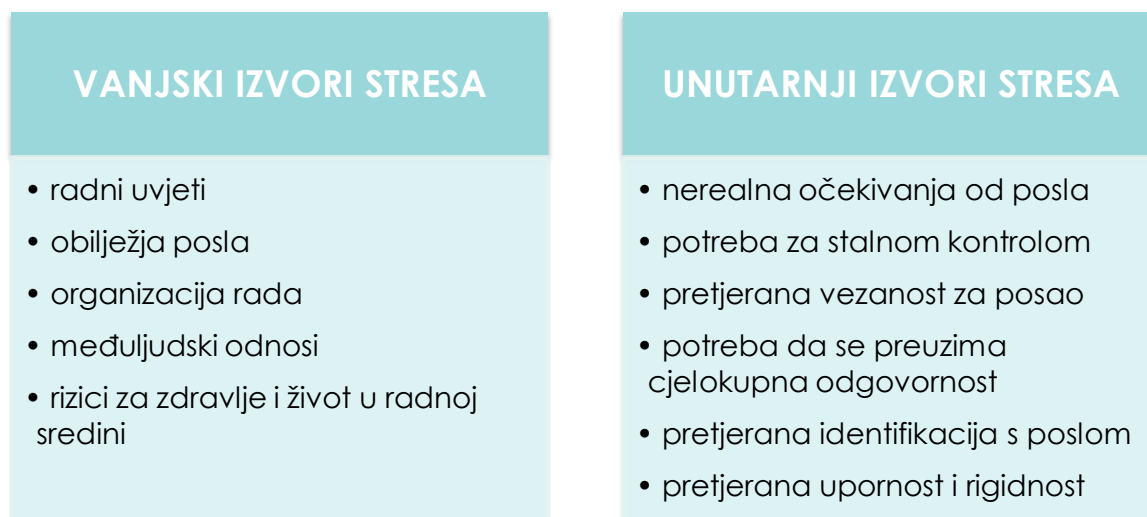 VANJSKI IZVORI STRESA
• radni uvjeti
• obilježja posla
• organizacija rada
• međuljudski odnosi
• rizici za zdravlje i život u radnoj
sredini
UNUTARNJI IZVORI STRESA
• nerealna očekivanja od posla
• potreba za stalnom kontrolom
• pretjerana vezanost za posao
• potreba da se preuzima
cjelokupna odgovornost
• pretjerana identifikacija s poslom
• pretjerana upornost i rigidnost